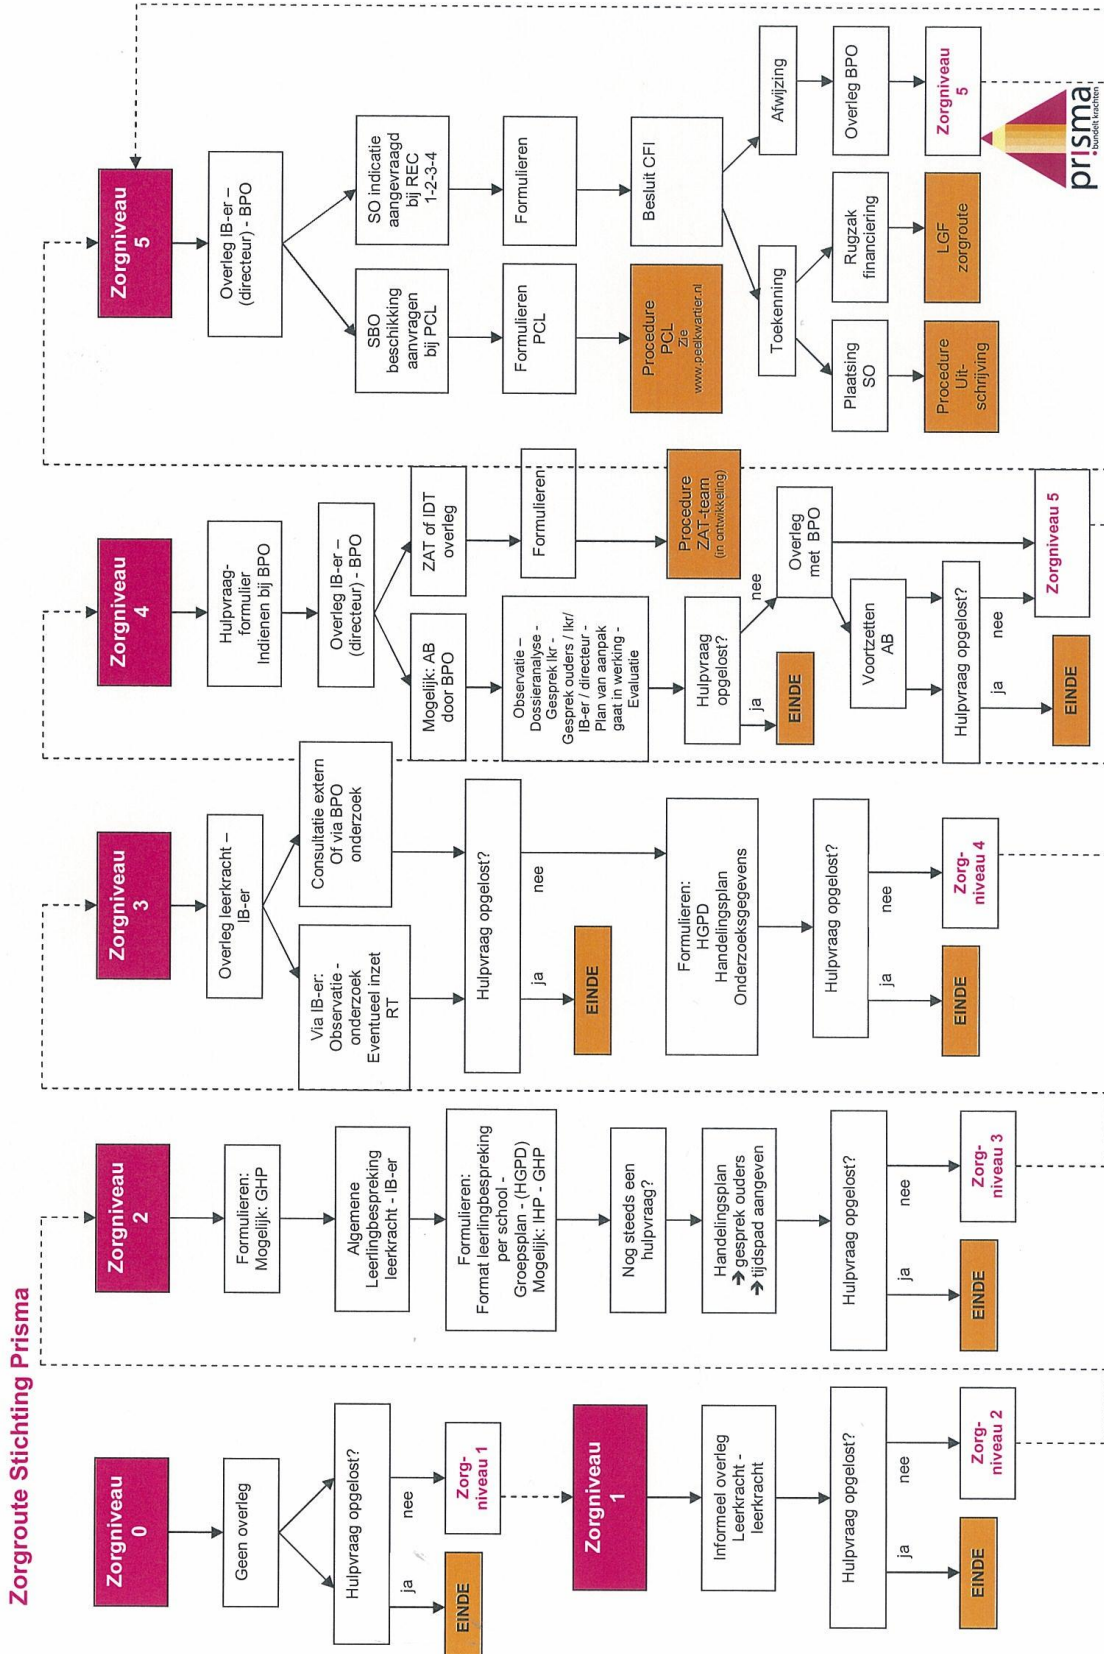 Zorgroute Stichting Prisma
Zorgniveau
0
Geen overleg
Hulpvraag opgelost?
ja
nee
EINDE
Zorg-
niveau 1
Zorgniveau
1
Informeel overleg
Leerkracht -
leerkracht
Hulpvraag opgelost?
ja
nee
EINDE
Zorg-
niveau 2
Zorgniveau
2
Formulieren:
Mogelijk: GHP
Algemene
Leerlingbespreking
leerkracht - IB-er
Formulieren:
Format leerlingbespreking
per school -
Groepsplan - (HGPD)
Mogelijk: IHP - GHP
Nog steeds een
hulpvraag?
Handelingsplan
➔ gesprek ouders
➔ tijdspad aangeven
Hulpvraag opgelost?
ja
nee
EINDE
Zorg-
niveau 3
Zorgniveau
3
Overleg leerkracht –
IB-er
Via IB-er:
Observatie -
onderzoek
Eventueel inzet
RT
Consultatie extern
Of via BPO
onderzoek
Hulpvraag opgelost?
ja
nee
EINDE
Formulieren:
HGPD
Handelingsplan
Onderzoeksgegevens
Hulpvraag opgelost?
ja
nee
EINDE
Zorg-
niveau 4
Zorgniveau
4
Hulpvraag-
formulier
Indienen bij BPO
Overleg IB-er –
(directeur) - BPO
Mogelijk: AB
door BPO
ZAT of IDT
overleg
Observatie –
Dossieranalyse -
Gesprek lkr -
Gesprek ouders / lkr/
IB-er / directeur -
Plan van aanpak
gaat in werking -
Evaluatie
Formulieren
Procedure
ZAT-team
(in ontwikkeling)
Hulpvraag
opgelost?
ja
nee
EINDE
Overleg
met BPO
Voortzetten
AB
Hulpvraag opgelost?
ja
nee
EINDE
Zorgniveau 5
Zorgniveau
5
Overleg IB-er –
(directeur) - BPO
SBO
beschikking
aanvragen
bij PCL
SO indicatie
aangevraagd
bij REC
1-2-3-4
Formulieren
PCL
Formulieren
Procedure
PCL
Zie
www.peelkwartier.nl
Besluit CFI
Toekenning
Afwijzing
Plaatsing
SO
Rugzak
financiering
Overleg BPO
Procedure
Uit-
schrijving
LGF
zorgroute
Zorgniveau
5
prisma
bundelt krachten